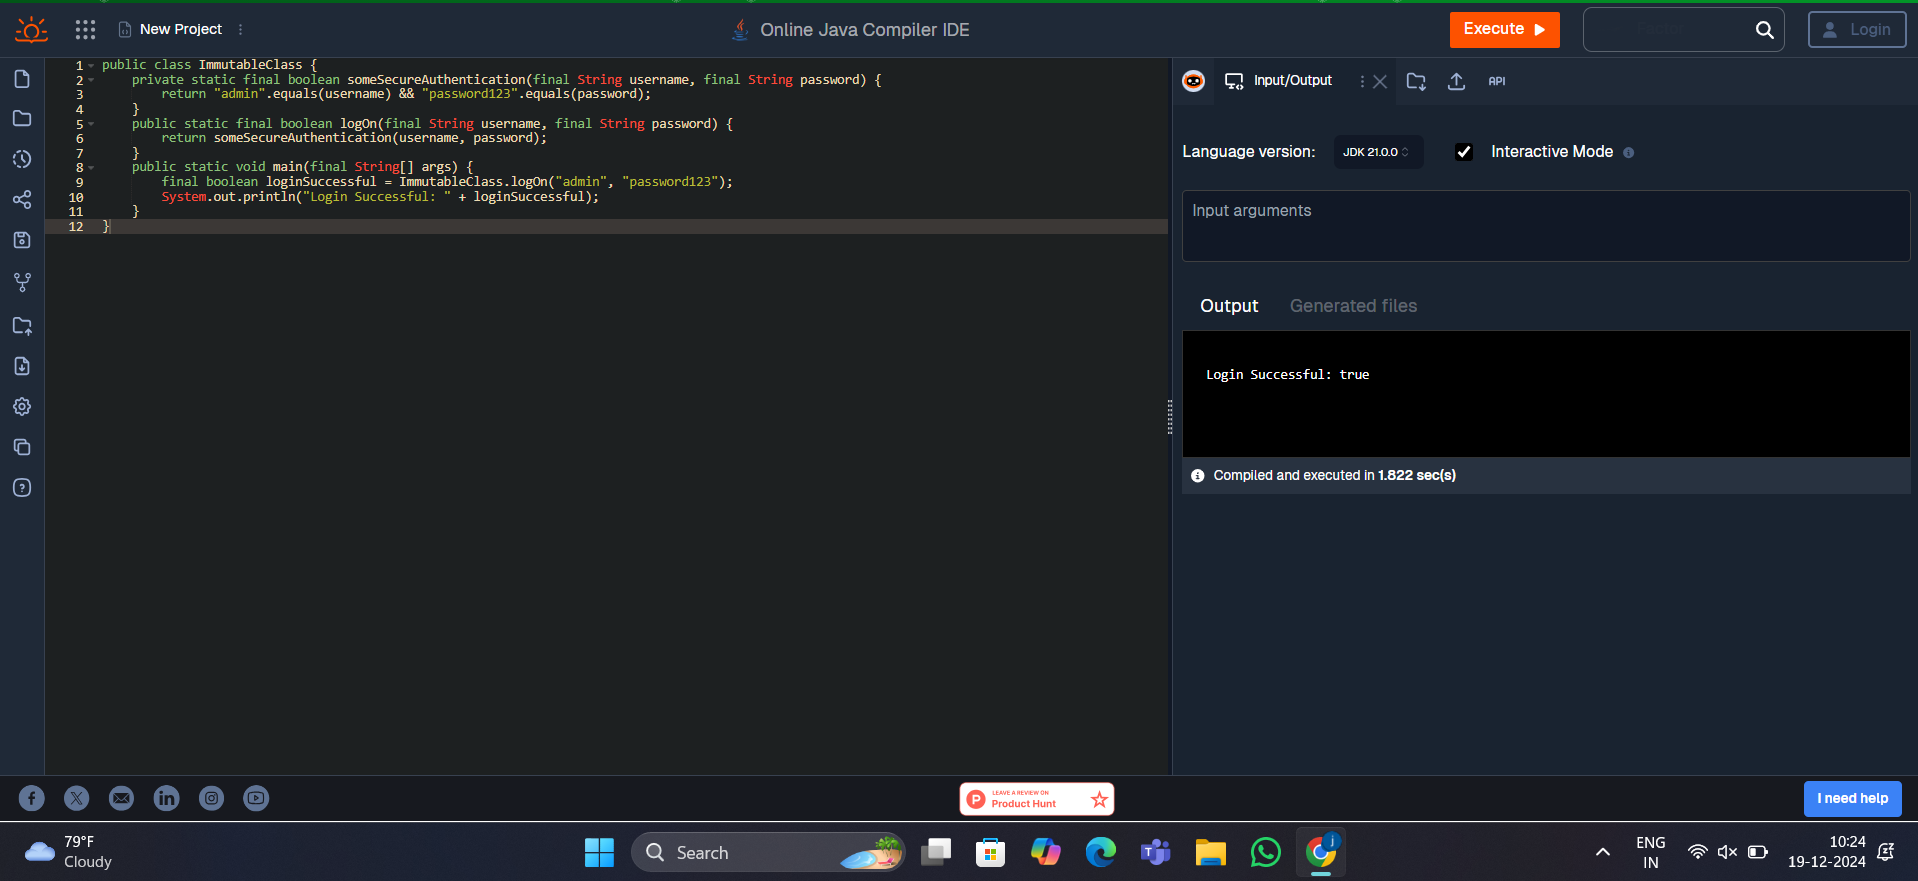 New Project
Online Java Compiler IDE
Execute
Login
1 public class ImmutableClass {
2 private static final boolean someSecureAuthentication(final String username, final String password) {
3 return "admin".equals(username) && "password123".equals(password);
4 }
5 public static final boolean logOn(final String username, final String password) {
6 return someSecureAuthentication(username, password);
7 }
8 public static void main(final String[] args) {
9 final boolean loginSuccessful = ImmutableClass.logOn("admin", "password123");
10 System.out.println("Login Successful: " + loginSuccessful);
11 }
12 }
Input/Output
API
Language version:
JDK 21.0.0
Interactive Mode
Input arguments
Output
Generated files
Login Successful: true
Compiled and executed in 1.822 sec(s)
LEAVE A REVIEW ON
Product Hunt
I need help
79°F
Cloudy
Search
ENG
IN
10:24
19-12-2024